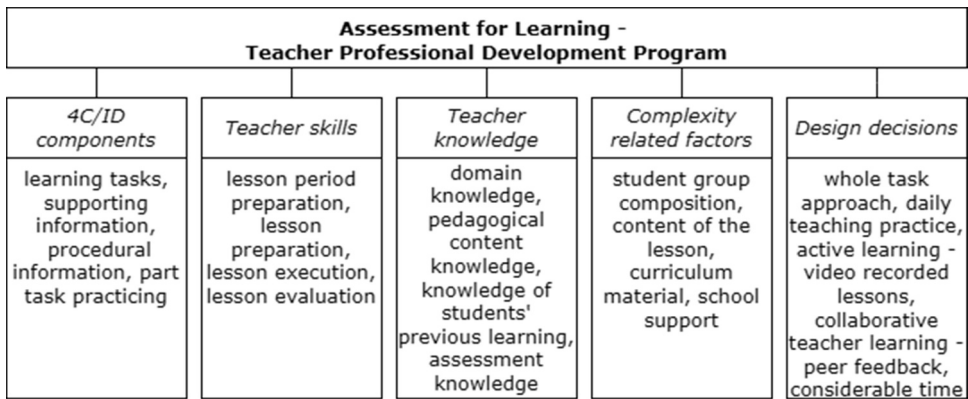 Assessment for Learning -
Teacher Professional Development Program
4C/ID
components
learning tasks,
supporting
information,
procedural
information, part
task practicing
Teacher skills
lesson period
preparation,
lesson
preparation,
lesson execution,
lesson evaluation
Teacher
knowledge
domain
knowledge,
pedagogical
content
knowledge,
knowledge of
students'
previous learning,
assessment
knowledge
Complexity
related factors
student group
composition,
content of the
lesson,
curriculum
material, school
support
Design decisions
whole task
approach, daily
teaching practice,
active learning -
video recorded
lessons,
collaborative
teacher learning -
peer feedback,
considerable time